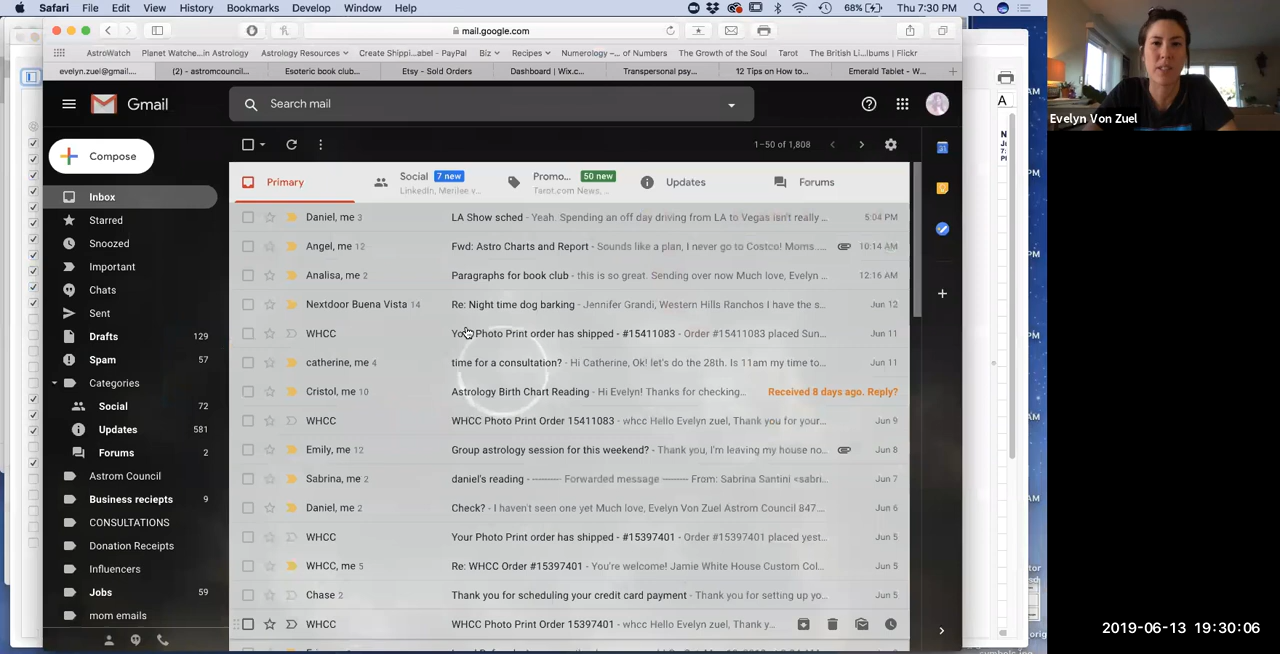 Safari File Edit View History Bookmarks Develop Window Help 68% Thu 7:30 PM
mail.google.com
AstroWatch Planet Watche...in Astrology Astrology Resources Create Shippi...abel - PayPal Biz Recipes Numerology -...of Numbers The Growth of the Soul Tarot The British Li...lbums | Flickr
evelyn.zuel@gmail.... (2) - astromcouncil... Esoteric book club... Etsy - Sold Orders Dashboard | Wix.c... Transpersonal psy... 12 Tips on How to... Emerald Tablet - W...
Gmail Search mail
Compose 1–50 of 1,808
Primary Social 7 new Promo... 50 new Updates Forums
LinkedIn, Merilee v... Tarot.com News, ...
Inbox
Starred
Snoozed
Important
Chats
Sent
Drafts 129
Spam 57
Categories
Social 72
Updates 581
Forums 2
Astrom Council
Business reciepts 9
CONSULTATIONS
Donation Receipts
Influencers
Jobs 59
mom emails
Daniel, me 3 LA Show sched - Yeah. Spending an off day driving from LA to Vegas isn't really ... 5:04 PM
Angel, me 12 Fwd: Astro Charts and Report - Sounds like a plan, I never go to Costco! Moms ... 10:14 AM
Analisa, me 2 Paragraphs for book club - this is so great. Sending over now Much love, Evelyn ... 12:16 AM
Nextdoor Buena Vista 14 Re: Night time dog barking - Jennifer Grandi, Western Hills Ranchos I have the s... Jun 12
WHCC Photo Print order has shipped - #15411083 - Order #15411083 placed Sun... Jun 11
catherine, me 4 time for a consultation? - Hi Catherine, Ok! let's do the 28th. Is 11am my time to... Jun 11
Cristol, me 10 Astrology Birth Chart Reading - Hi Evelyn! Thanks for checking... Received 8 days ago. Reply?
WHCC WHCC Photo Print Order 15411083 - whcc Hello Evelyn zuel, Thank you for your... Jun 9
Emily, me 12 Group astrology session for this weekend? - Thank you, I'm leaving my house no... Jun 8
Sabrina, me 2 daniel's reading - ---------- Forwarded message --------- From: Sabrina Santini <sabri... Jun 7
Daniel, me 2 Check? - I haven't seen one yet Much love, Evelyn Von Zuel Astrom Council 847... Jun 6
WHCC Your Photo Print order has shipped - #15397401 - Order #15397401 placed yest... Jun 5
WHCC, me 5 Re: WHCC Order #15397401 - You're welcome! Jamie White House Custom Col... Jun 5
Chase 2 Thank you for scheduling your credit card payment - Thank you for setting up yo... Jun 5
WHCC WHCC Photo Print Order 15397401 - whcc Hello Evelyn zuel, Thank y...
Evelyn Von Zuel
2019-06-13 19:30:06